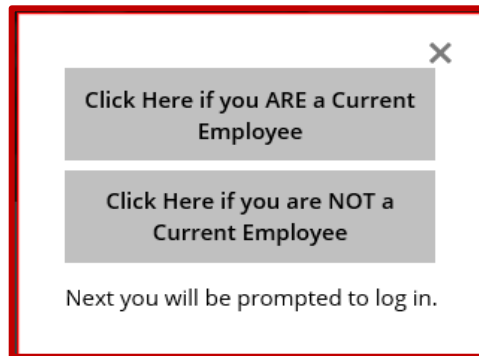 Click Here if you ARE a Current
Employee
Click Here if you are NOT a
Current Employee
Next you will be prompted to log in.